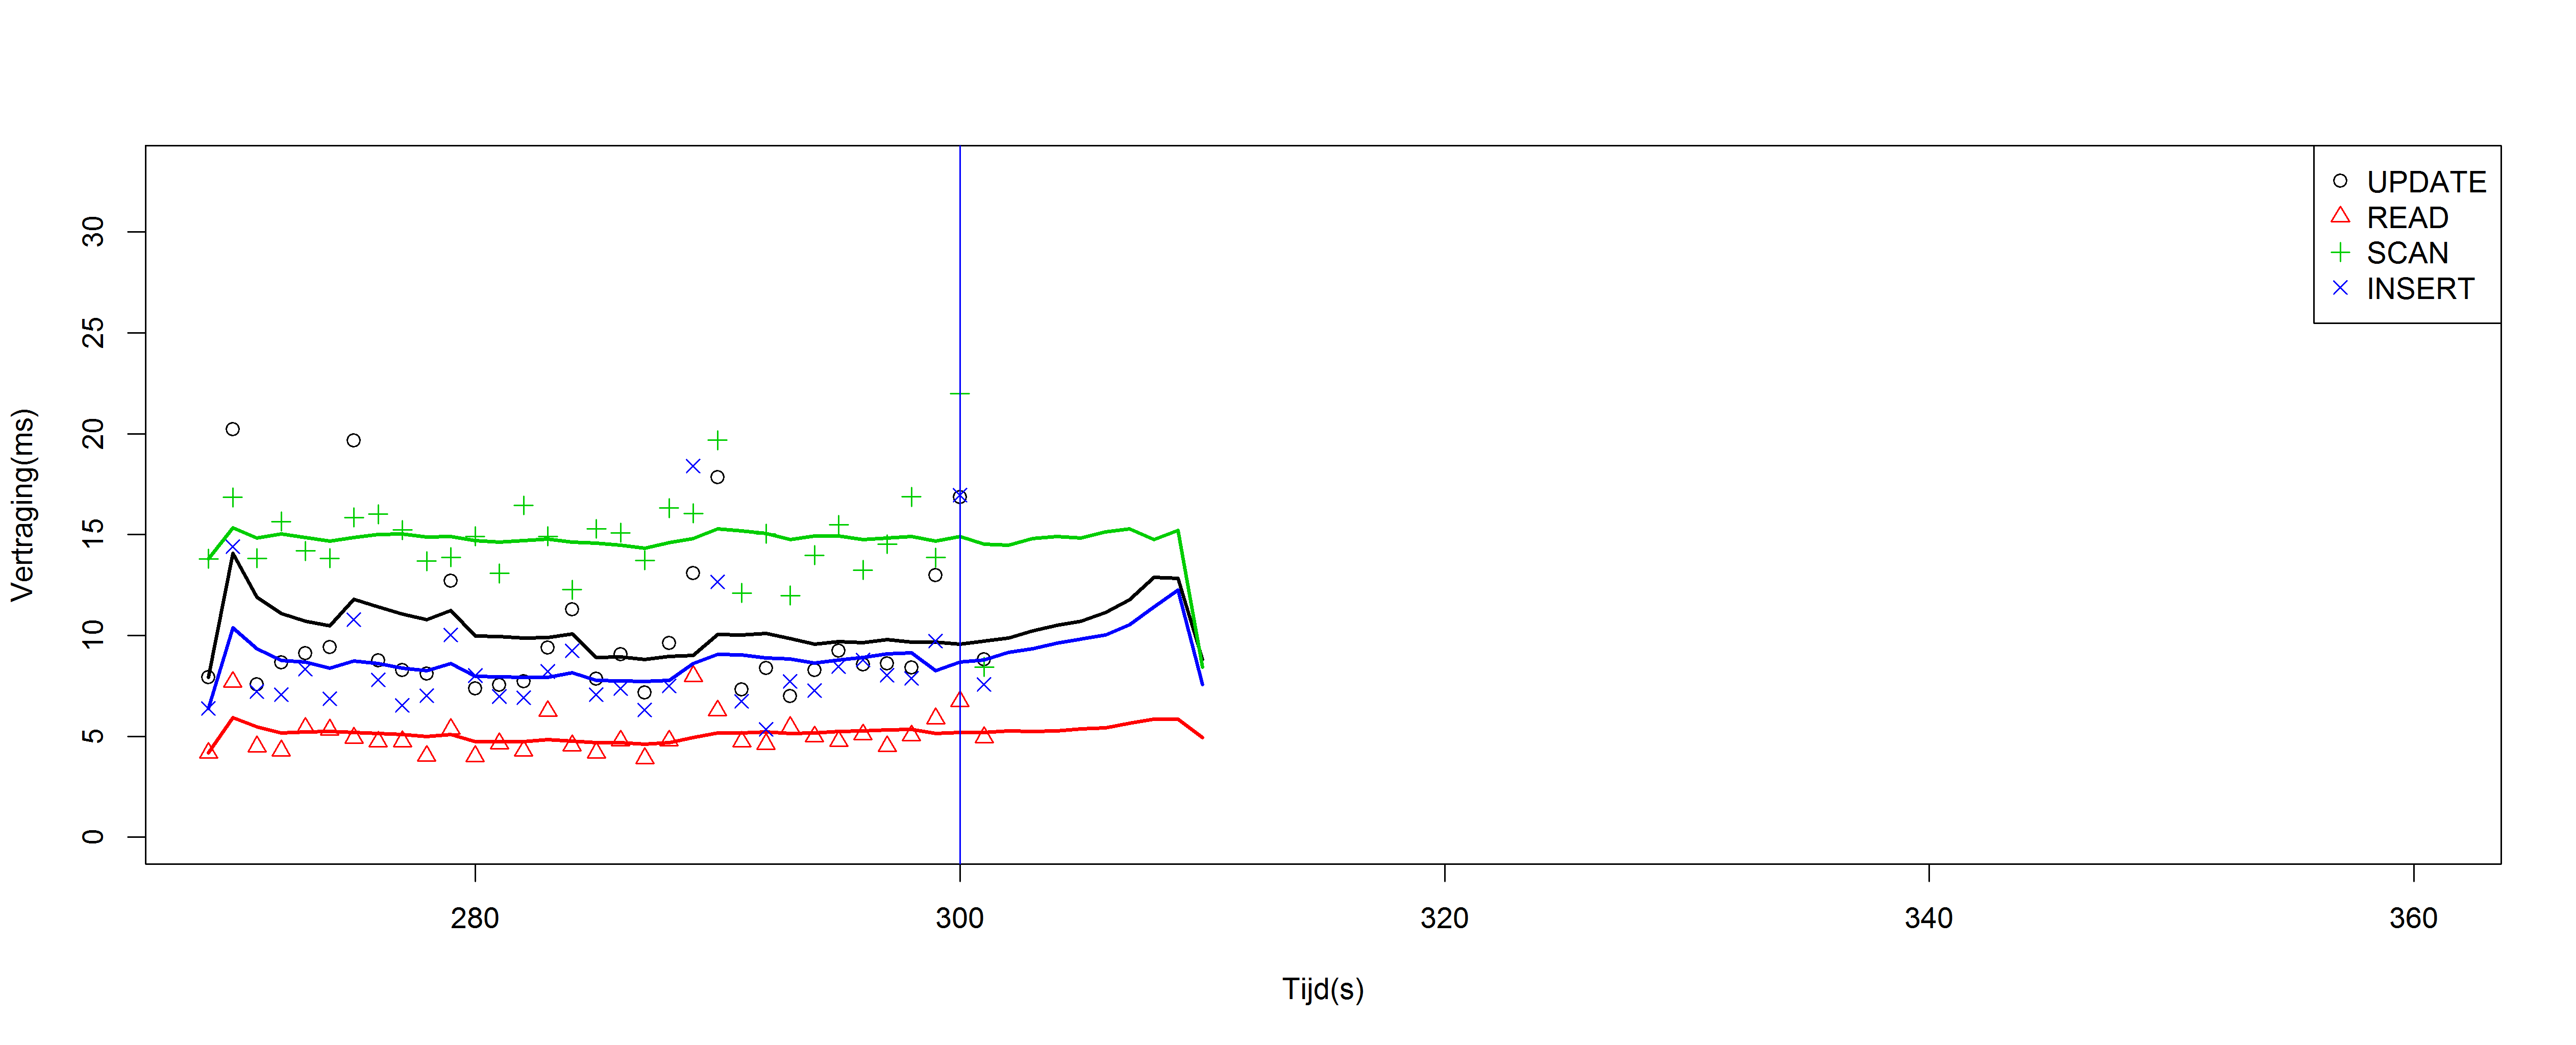 UPDATE
READ
SCAN
INSERT
Vertraging(ms)
30
25
20
15
10
5
0
280 300 320 340 360
Tijd(s)